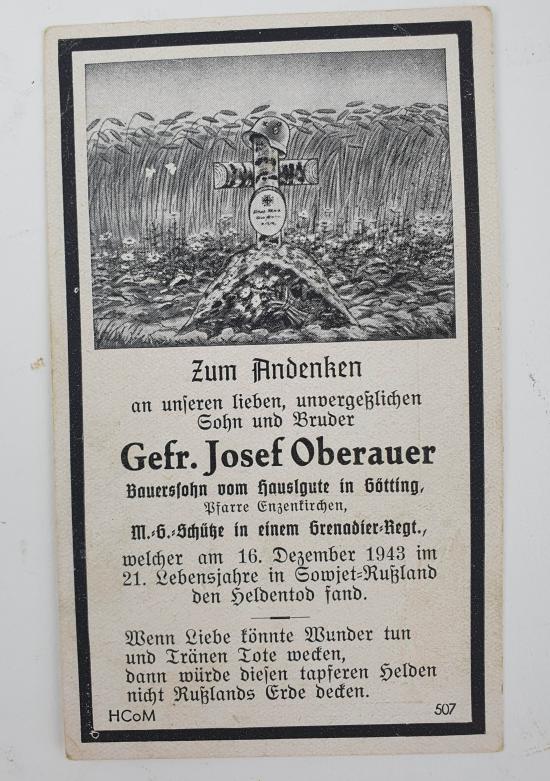 Zum Andenken
an unseren lieben, unvergeßlichen
Sohn und Bruder
Gefr. Josef Oberauer
Bauerssohn vom Hauslgute in Götting,
Pfarre Enzenkirchen,
M.-G.-Schütze in einem Grenadier-Regt.,
welcher am 16. Dezember 1943 im
21. Lebensjahre in Sowjet-Rußland
den Heldentod fand.
Wenn Liebe könnte Wunder tun
und Tränen Tote wecken,
dann würde diesen tapferen Helden
nicht Rußlands Erde decken.
HCoM 507